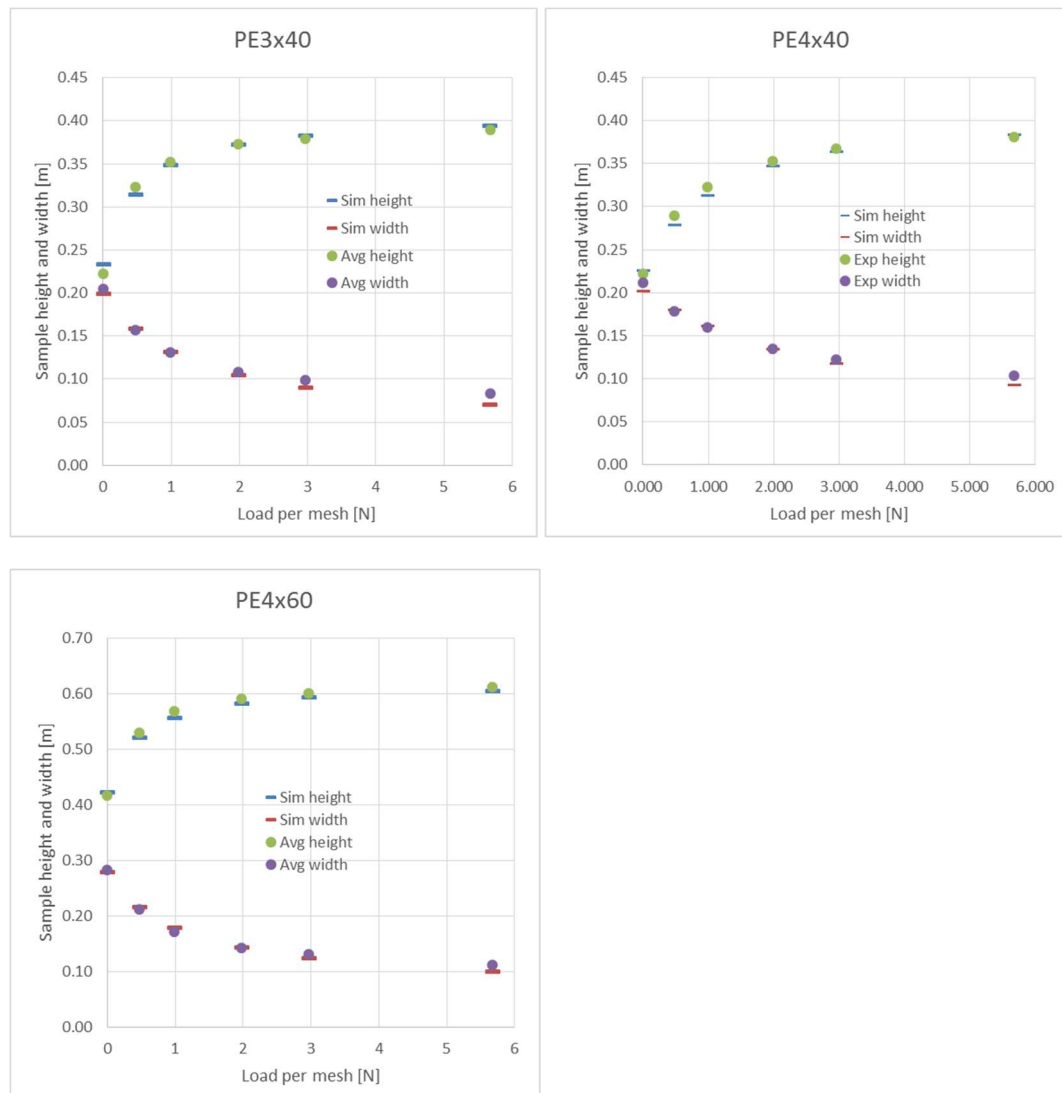 PE3x40
0.45
0.40
0.35
0.30
0.25
0.20
0.15
0.10
0.05
0.00
Sample height and width [m]
Sim height
Sim width
Avg height
Avg width
0 1 2 3 4 5 6
Load per mesh [N]
PE4x40
0.45
0.40
0.35
0.30
0.25
0.20
0.15
0.10
0.05
0.00
Sample height and width [m]
Sim height
Sim width
Exp height
Exp width
0.000 1.000 2.000 3.000 4.000 5.000 6.000
Load per mesh [N]
PE4x60
0.70
0.60
0.50
0.40
0.30
0.20
0.10
0.00
Sample height and width [m]
Sim height
Sim width
Avg height
Avg width
0 1 2 3 4 5 6
Load per mesh [N]